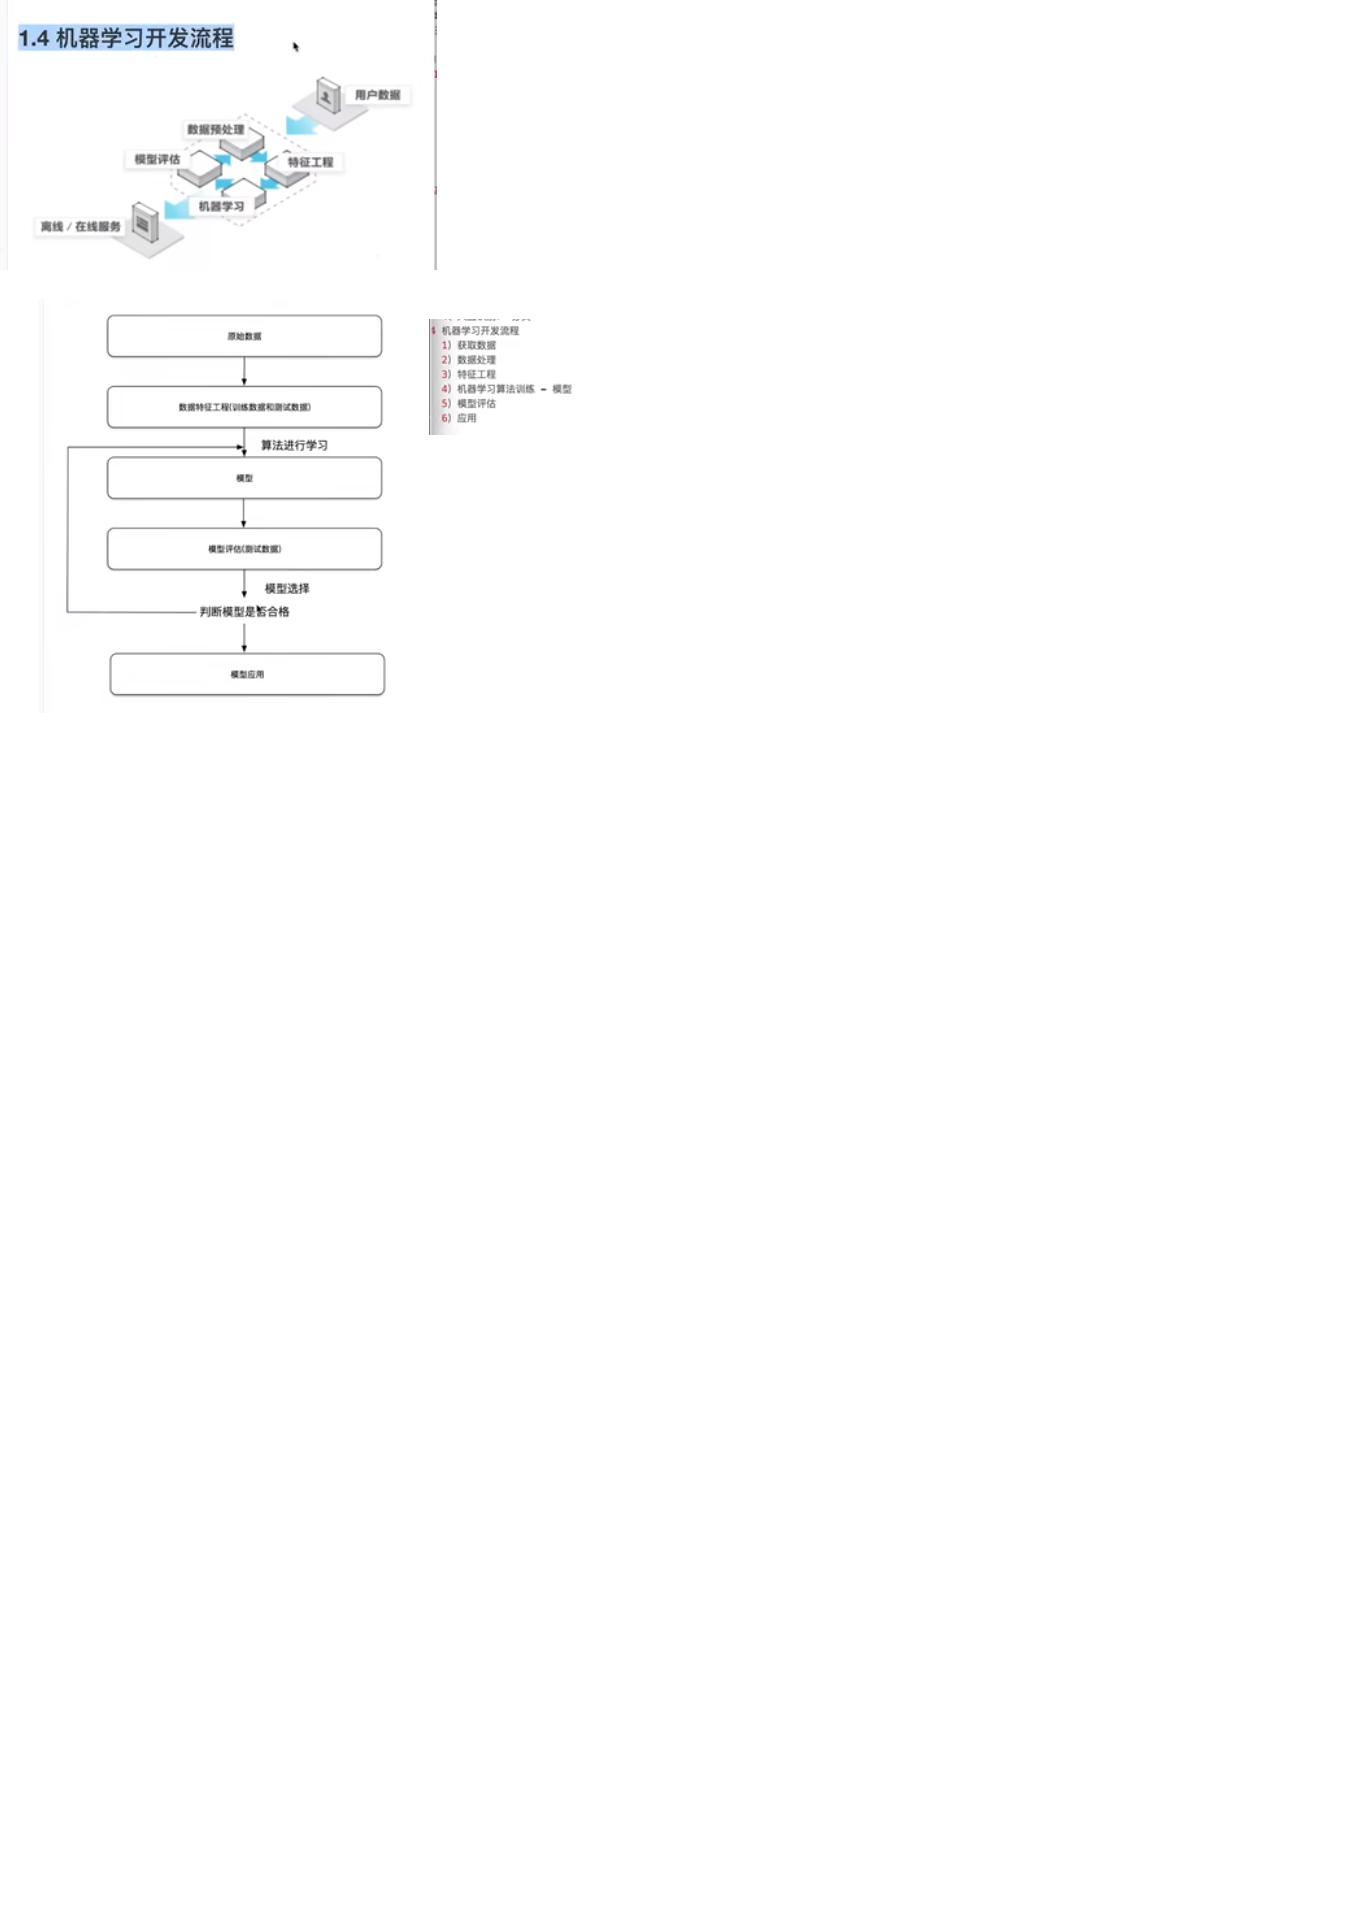 1.4 机器学习开发流程
用户数据
数据预处理
模型评估
特征工程
机器学习
离线 / 在线服务
原始数据
数据特征工程(训练数据和测试数据)
算法进行学习
模型
模型评估(测试数据)
模型选择
判断模型是否合格
模型应用
机器学习开发流程
1）获取数据
2）数据处理
3）特征工程
4）机器学习算法训练 - 模型
5）模型评估
6）应用